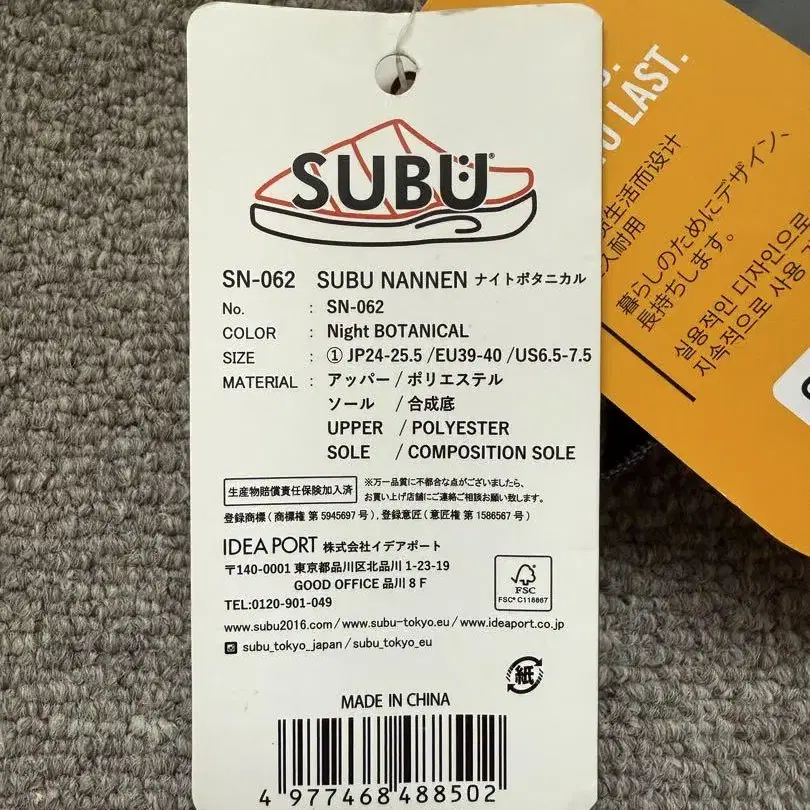 SUBU
SN-062 SUBU NANNEN ナイトボタニカル
No. : SN-062
COLOR : Night BOTANICAL
SIZE : ① JP24-25.5 /EU39-40 /US6.5-7.5
MATERIAL : アッパー / ポリエステル
ソール / 合成底
UPPER / POLYESTER
SOLE / COMPOSITION SOLE
生産物賠償責任保険加入済
※万一品質に不都合な点がございましたら、
お買い上げ店舗にご連絡ご相談お願い致します。
登録商標 ( 商標権 第 5945697 号 ) , 登録意匠 ( 意匠権 第 1586567 号 )
IDEA PORT 株式会社イデアポート
〒140-0001 東京都品川区北品川 1-23-19
GOOD OFFICE 品川 8 F
TEL:0120-901-049
FSC
FSC® C118867
www.subu2016.com / www.subu-tokyo.eu / www.ideaport.co.jp
subu_tokyo_japan / subu_tokyo_eu
紙
MADE IN CHINA
4 977468 488502
LAST.
生活而设计
久耐用
暮らしのためにデザイン、
長持ちします。
실용적인 디자인으로
지속적으로 사용